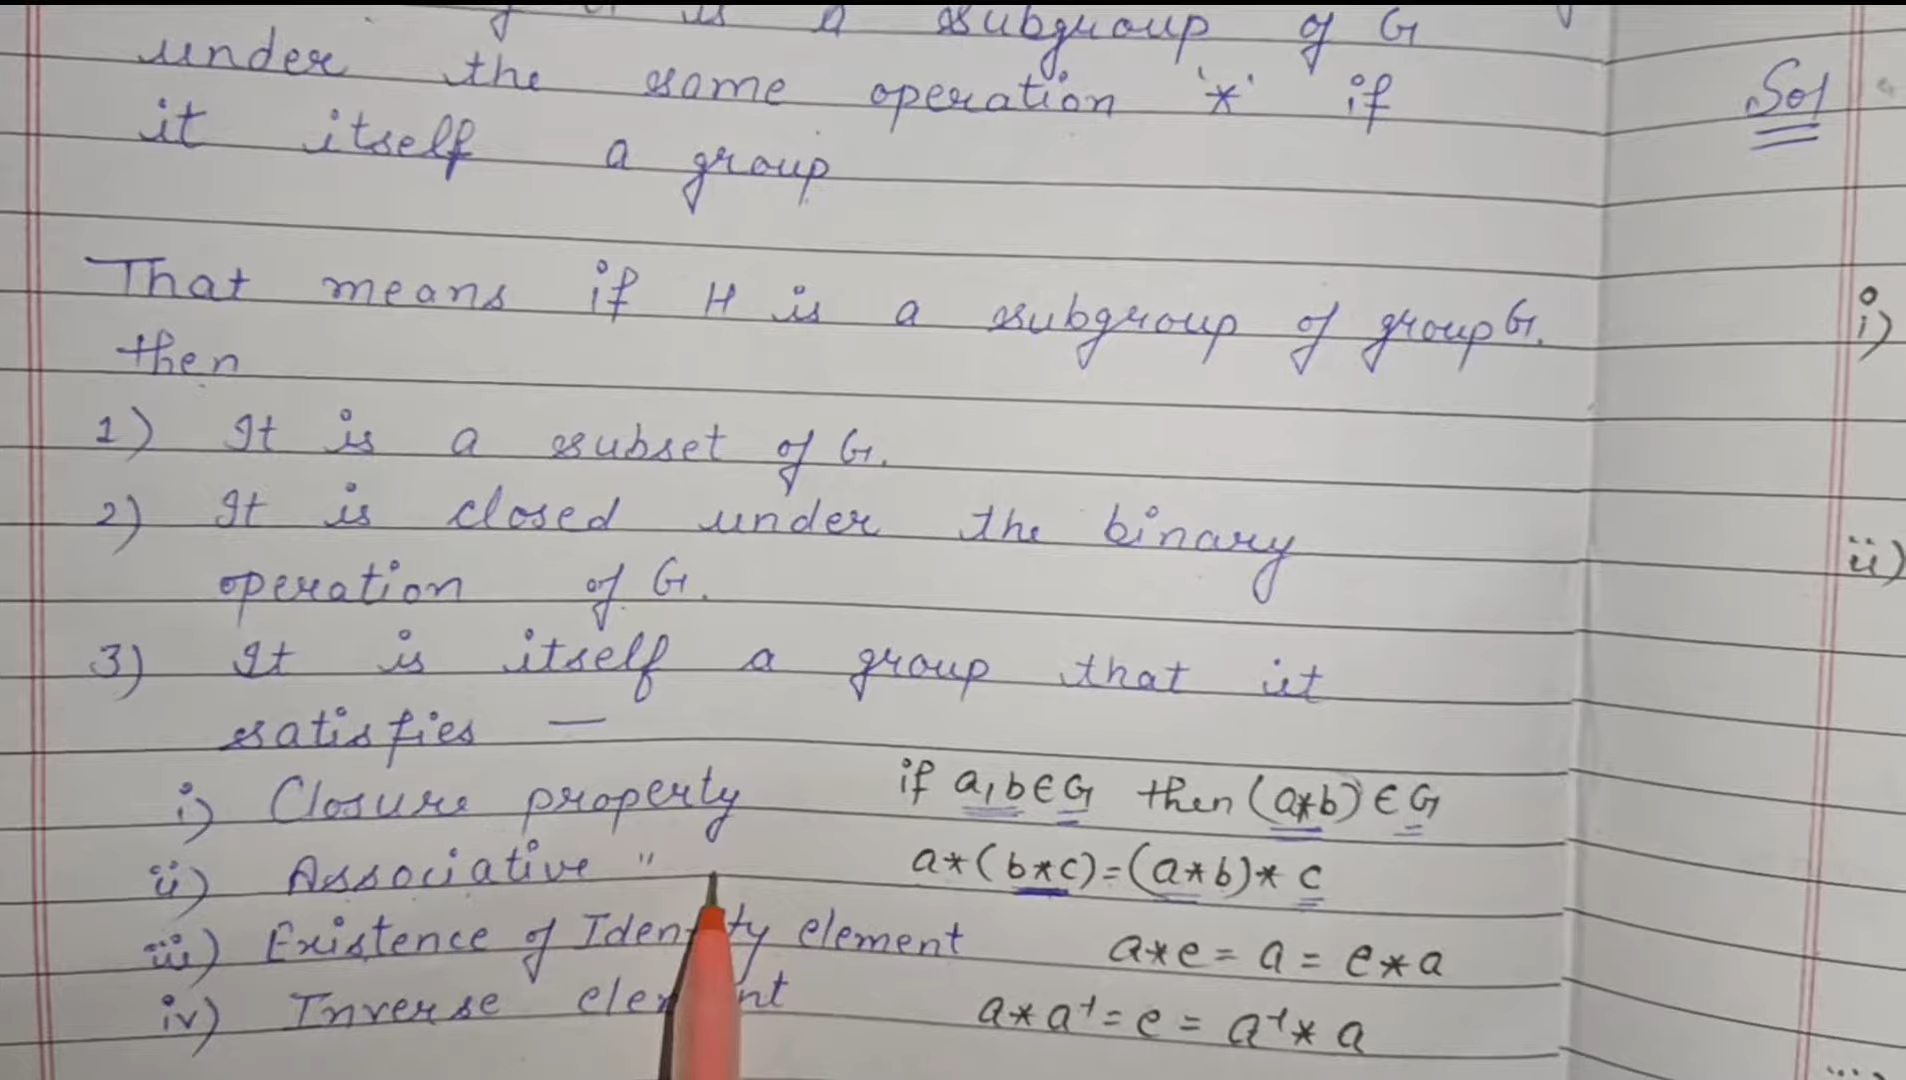 is a subgroup of G
under the same operation '*' if
it itself a group
That means if H is a subgroup of group G.
then
1) It is a subset of G.
2) It is closed under the binary
operation of G.
3) It is itself a group that it
satisfies —
i) Closure property if a,b∈G then (a*b)∈G
ii) Associative " a*(b*c)=(a*b)*c
iii) Existence of Identity element a*e = a = e*a
iv) Inverse element a*a⁻¹ = e = a⁻¹*a
Sol
i)
ii)